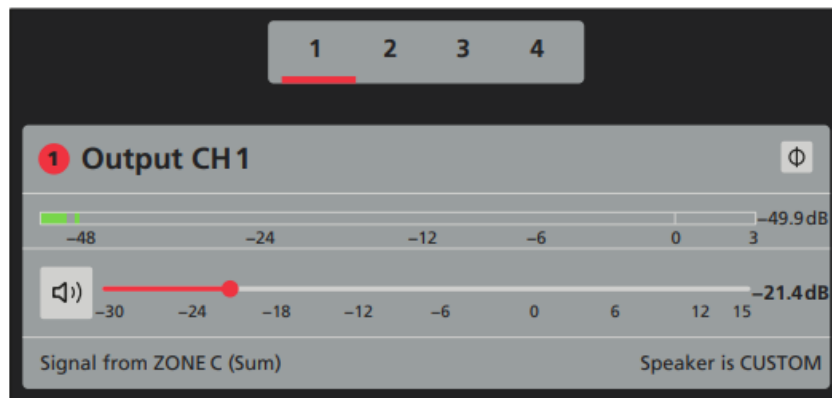 1 2 3 4
1 Output CH 1
−49.9 dB
−48 −24 −12 −6 0 3
−21.4 dB
−30 −24 −18 −12 −6 0 6 12 15
Signal from ZONE C (Sum) Speaker is CUSTOM